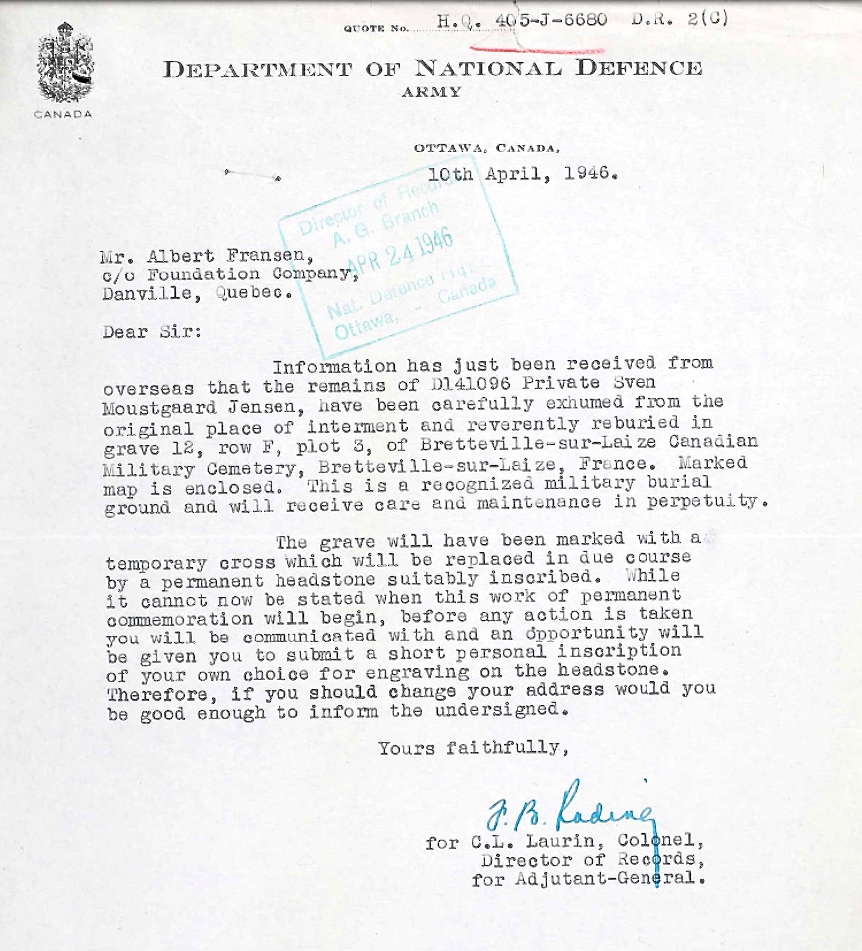 QUOTE No. H.Q. 405-J-6680 D.R. 2(C)
DEPARTMENT OF NATIONAL DEFENCE
ARMY
CANADA
OTTAWA, CANADA,
10th April, 1946.
Director of Records
A. G. Branch
APR 24 1946
Nat. Defence
Ottawa, - Canada
Mr. Albert Fransen,
c/o Foundation Company,
Danville, Quebec.
Dear Sir:
Information has just been received from
overseas that the remains of D141096 Private Sven
Moustgaard Jensen, have been carefully exhumed from the
original place of interment and reverently reburied in
grave 12, row F, plot 3, of Bretteville-sur-Laize Canadian
Military Cemetery, Bretteville-sur-Laize, France. Marked
map is enclosed. This is a recognized military burial
ground and will receive care and maintenance in perpetuity.
The grave will have been marked with a
temporary cross which will be replaced in due course
by a permanent headstone suitably inscribed. While
it cannot now be stated when this work of permanent
commemoration will begin, before any action is taken
you will be communicated with and an opportunity will
be given you to submit a short personal inscription
of your own choice for engraving on the headstone.
Therefore, if you should change your address would you
be good enough to inform the undersigned.
Yours faithfully,
F. B.
for C.L. Laurin, Colonel,
Director of Records,
for Adjutant-General.